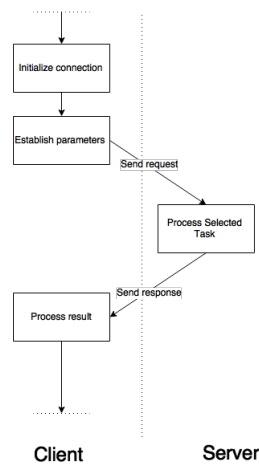 Initialize connection
Establish parameters
Send request
Process Selected
Task
Send response
Process result
Client
Server